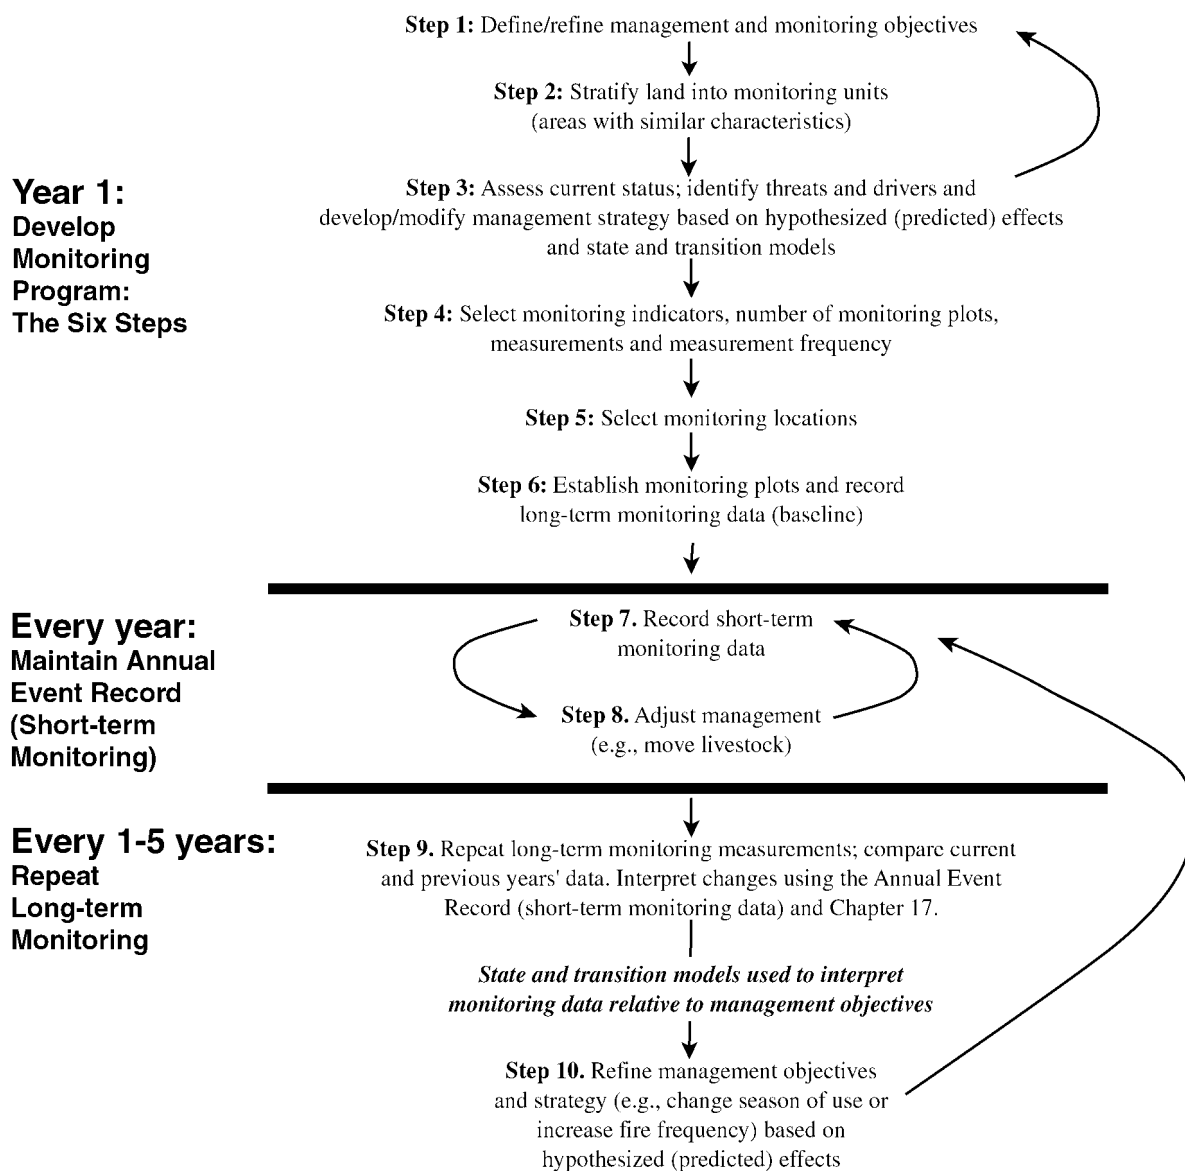 Step 1: Define/refine management and monitoring objectives
Step 2: Stratify land into monitoring units
(areas with similar characteristics)
Year 1:
Develop
Monitoring
Program:
The Six Steps
Step 3: Assess current status; identify threats and drivers and
develop/modify management strategy based on hypothesized (predicted) effects
and state and transition models
Step 4: Select monitoring indicators, number of monitoring plots,
measurements and measurement frequency
Step 5: Select monitoring locations
Step 6: Establish monitoring plots and record
long-term monitoring data (baseline)
Every year:
Maintain Annual
Event Record
(Short-term
Monitoring)
Step 7. Record short-term
monitoring data
Step 8. Adjust management
(e.g., move livestock)
Every 1-5 years:
Repeat
Long-term
Monitoring
Step 9. Repeat long-term monitoring measurements; compare current
and previous years' data. Interpret changes using the Annual Event
Record (short-term monitoring data) and Chapter 17.
State and transition models used to interpret
monitoring data relative to management objectives
Step 10. Refine management objectives
and strategy (e.g., change season of use or
increase fire frequency) based on
hypothesized (predicted) effects